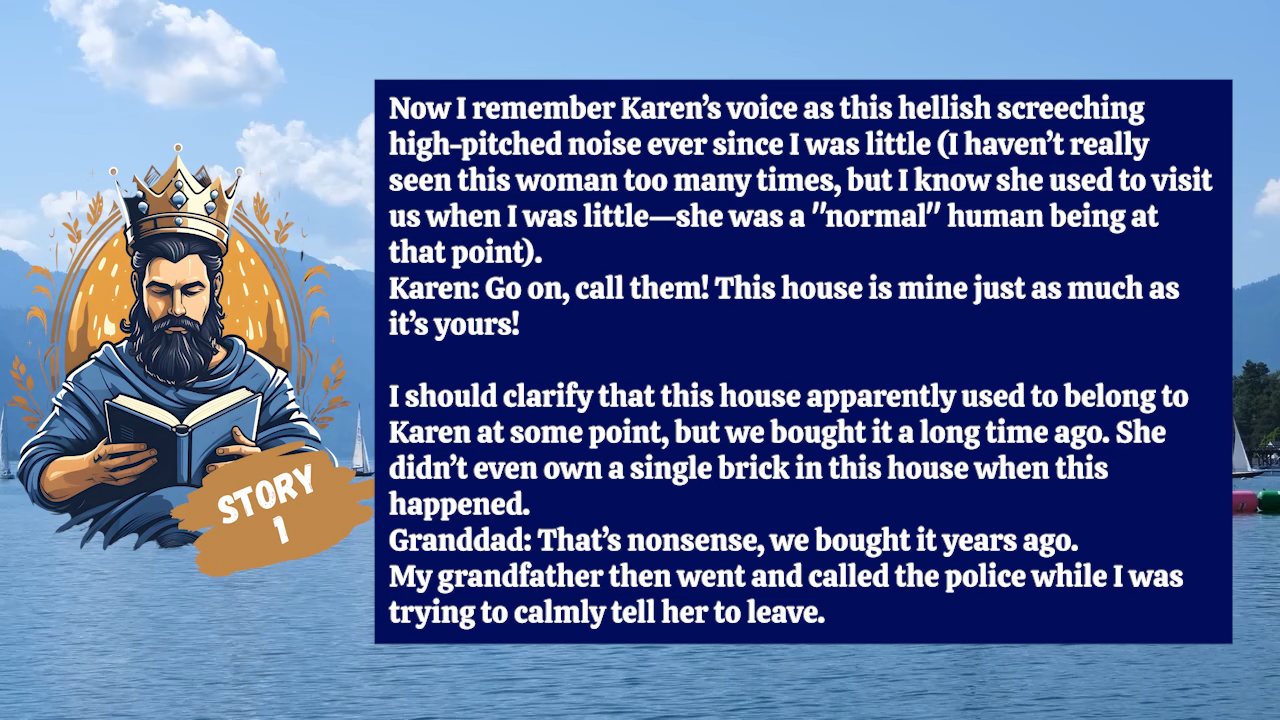 Now I remember Karen’s voice as this hellish screeching
high-pitched noise ever since I was little (I haven’t really
seen this woman too many times, but I know she used to visit
us when I was little—she was a "normal" human being at
that point).
Karen: Go on, call them! This house is mine just as much as
it’s yours!
I should clarify that this house apparently used to belong to
Karen at some point, but we bought it a long time ago. She
didn’t even own a single brick in this house when this
happened.
Granddad: That’s nonsense, we bought it years ago.
My grandfather then went and called the police while I was
trying to calmly tell her to leave.
STORY
1